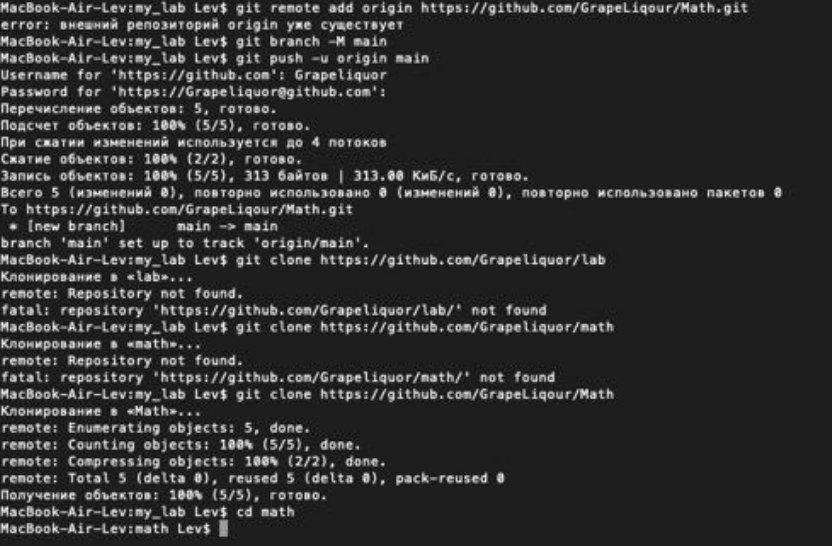 MacBook-Air-Lev:my_lab Lev$ git remote add origin https://github.com/GrapeLiqour/Math.git
error: внешний репозиторий origin уже существует
MacBook-Air-Lev:my_lab Lev$ git branch -M main
MacBook-Air-Lev:my_lab Lev$ git push -u origin main
Username for 'https://github.com': Grapeliquor
Password for 'https://Grapeliquor@github.com':
Перечисление объектов: 5, готово.
Подсчет объектов: 100% (5/5), готово.
При сжатии изменений используется до 4 потоков
Сжатие объектов: 100% (2/2), готово.
Запись объектов: 100% (5/5), 313 байтов | 313.00 КиБ/с, готово.
Всего 5 (изменений 0), повторно использовано 0 (изменений 0), повторно использовано пакетов 0
To https://github.com/GrapeLiqour/Math.git
 * [new branch]      main -> main
branch 'main' set up to track 'origin/main'.
MacBook-Air-Lev:my_lab Lev$ git clone https://github.com/Grapeliquor/lab
Клонирование в «lab»...
remote: Repository not found.
fatal: repository 'https://github.com/Grapeliquor/lab/' not found
MacBook-Air-Lev:my_lab Lev$ git clone https://github.com/Grapeliquor/math
Клонирование в «math»...
remote: Repository not found.
fatal: repository 'https://github.com/Grapeliquor/math/' not found
MacBook-Air-Lev:my_lab Lev$ git clone https://github.com/GrapeLiqour/Math
Клонирование в «Math»...
remote: Enumerating objects: 5, done.
remote: Counting objects: 100% (5/5), done.
remote: Compressing objects: 100% (2/2), done.
remote: Total 5 (delta 0), reused 5 (delta 0), pack-reused 0
Получение объектов: 100% (5/5), готово.
MacBook-Air-Lev:my_lab Lev$ cd math
MacBook-Air-Lev:math Lev$